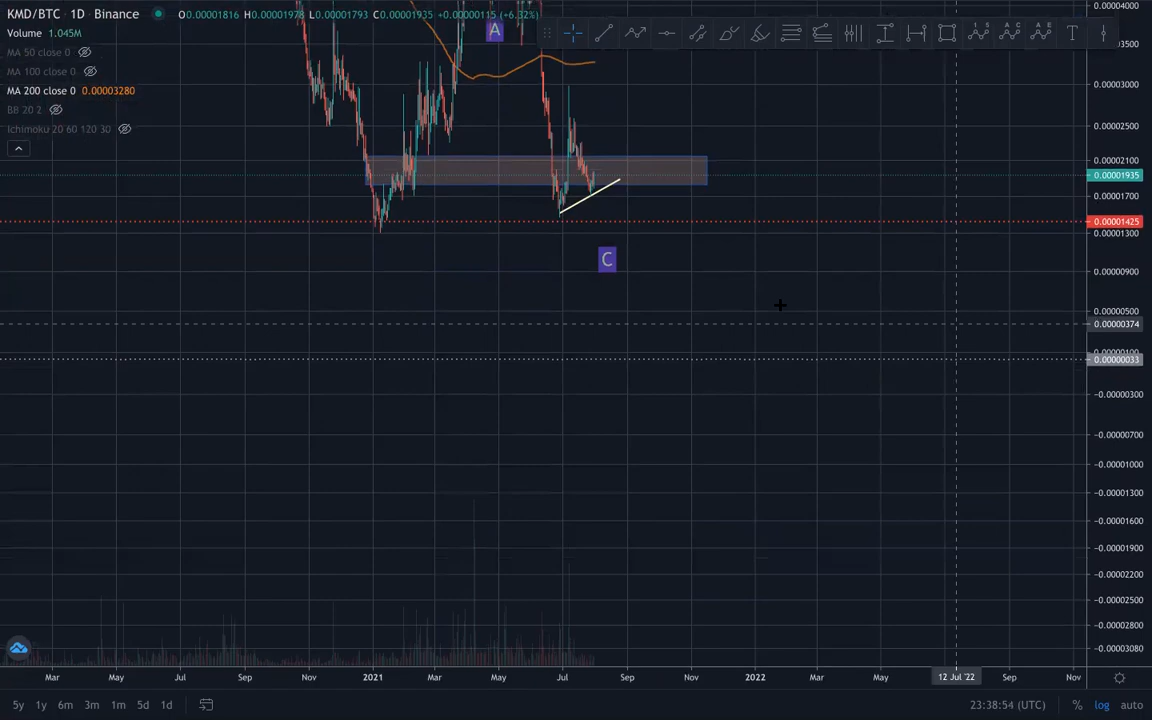 KMD/BTC · 1D · Binance O0.00001816 H0.00001978 L0.00001793 C0.00001935 +0.00000115 (+6.32%)
Volume 1.045M
MA 50 close 0
MA 100 close 0
MA 200 close 0 0.00003280
BB 20 2
Ichimoku 20 60 120 30
A
C
0.00004000
0.00003000
0.00002500
0.00002100
0.00001935
0.00001700
0.00001425
0.00001300
0.00000900
0.00000500
0.00000374
0.00000033
−0.00000300
−0.00000700
−0.00001000
−0.00001300
−0.00001600
−0.00001900
−0.00002200
−0.00002500
−0.00002800
−0.00003080
Mar May Jul Sep Nov 2021 Mar May Jul Sep Nov 2022 Mar May 12 Jul '22 Sep Nov
5y 1y 6m 3m 1m 5d 1d 23:38:54 (UTC) % log auto